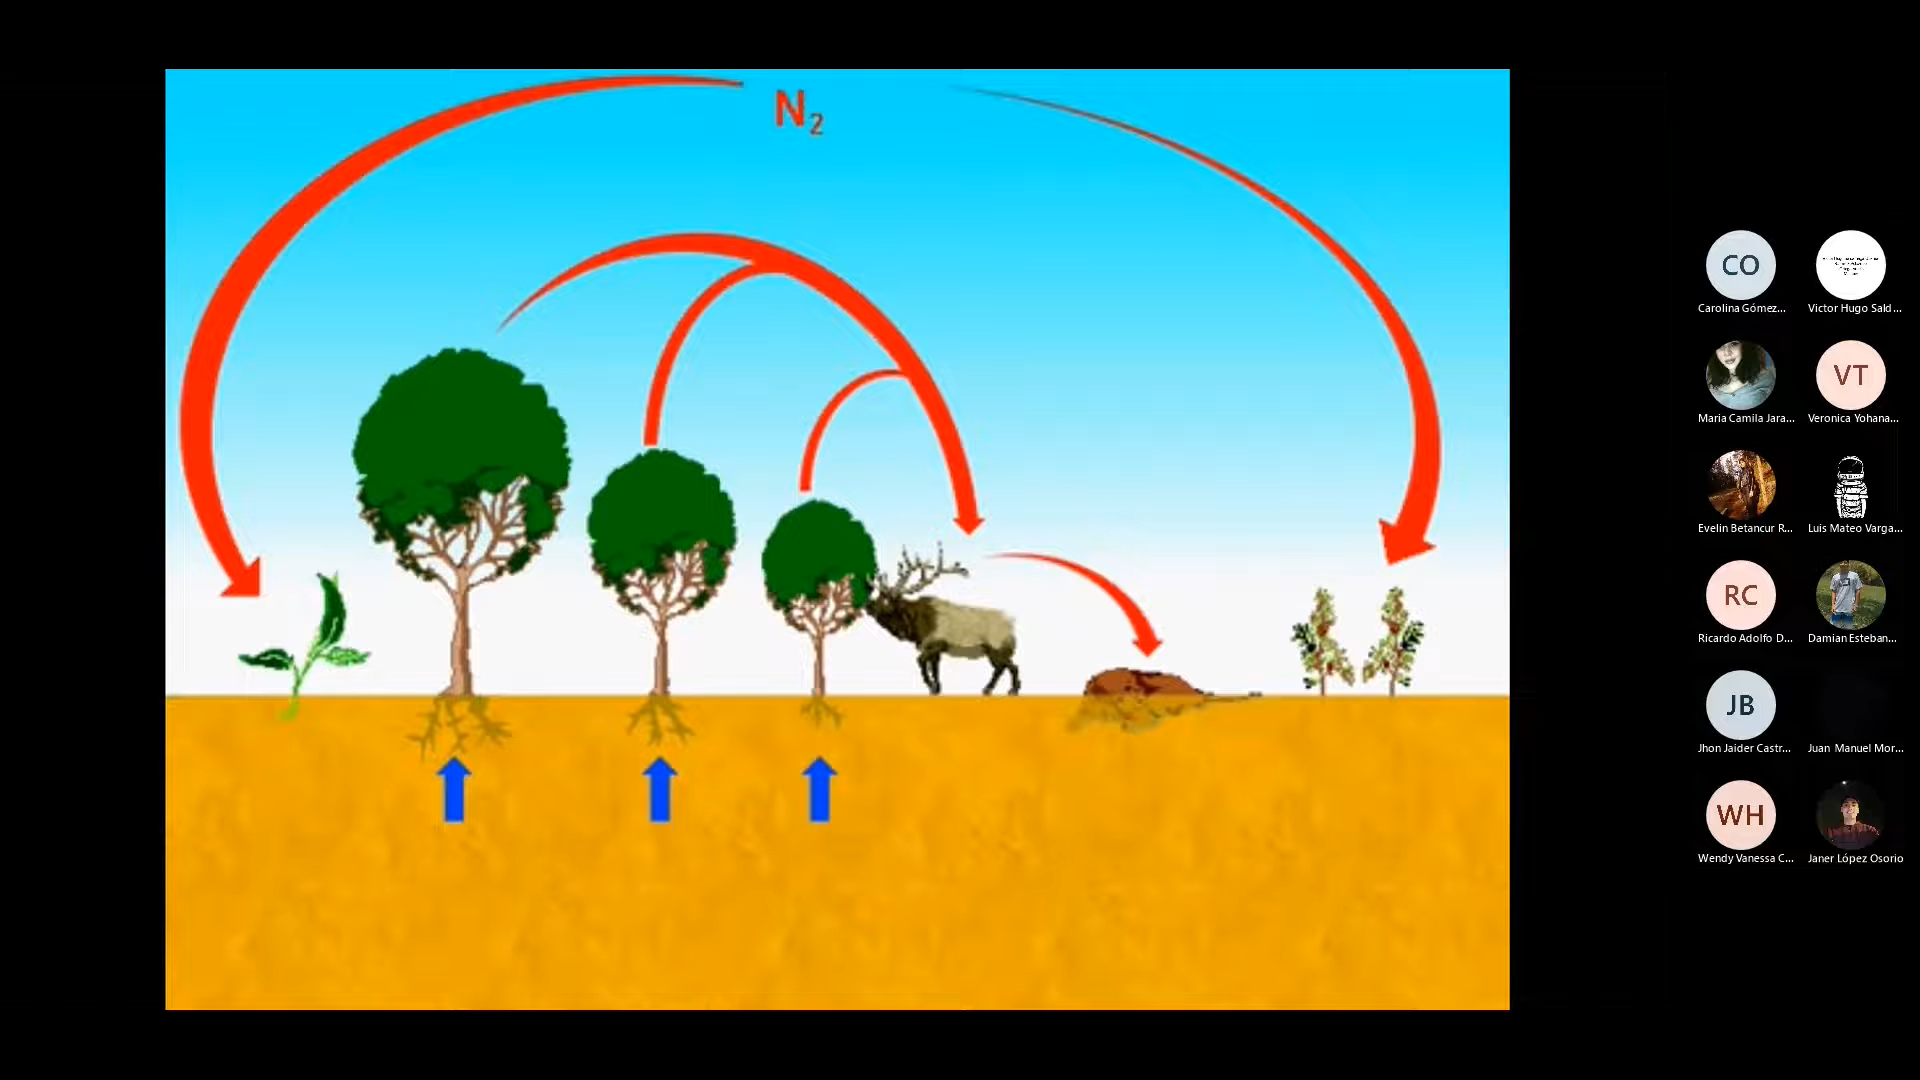 N₂
CO
Carolina Gómez...
Victor Hugo Sald...
Maria Camila Jara...
VT
Veronica Yohana...
Evelin Betancur R...
Luis Mateo Varga...
RC
Ricardo Adolfo D...
Damian Esteban...
JB
Jhon Jaider Castr...
Juan Manuel Mor...
WH
Wendy Vanessa C...
Janer López Osorio